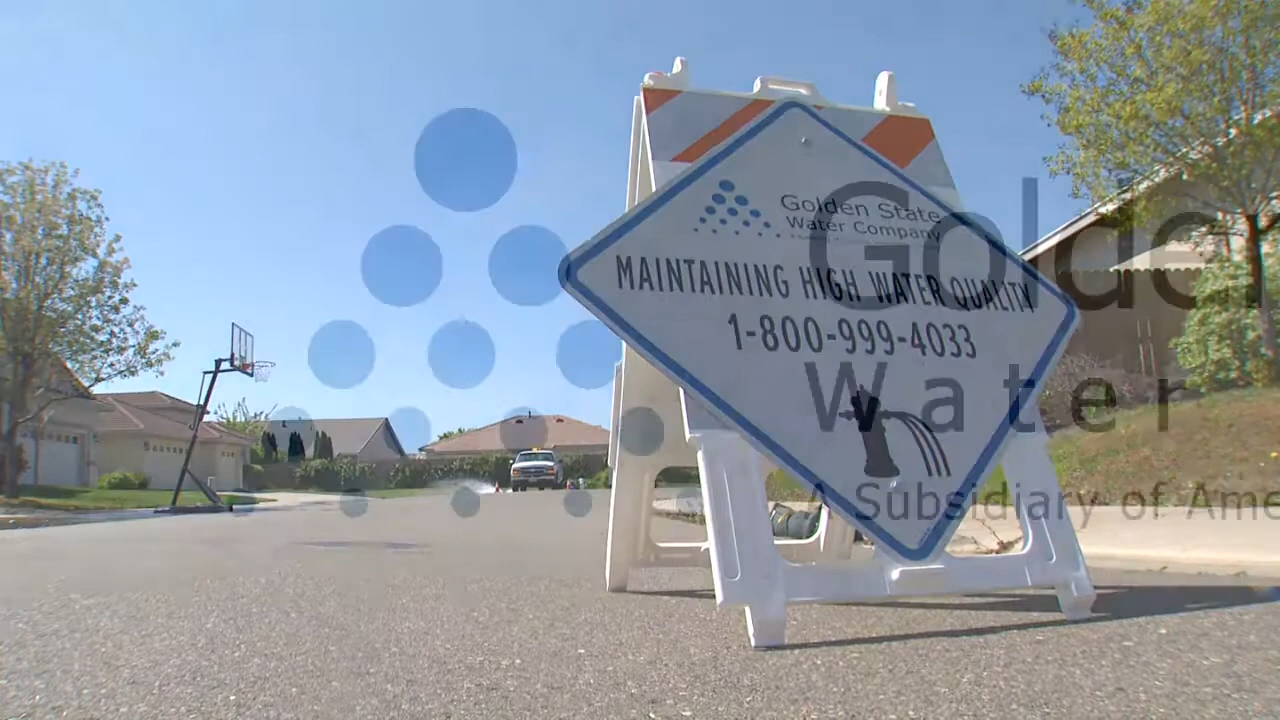 Golden State
Water Company
MAINTAINING HIGH WATER QUALITY
1-800-999-4033
Golde
Water
A Subsidiary of Ame